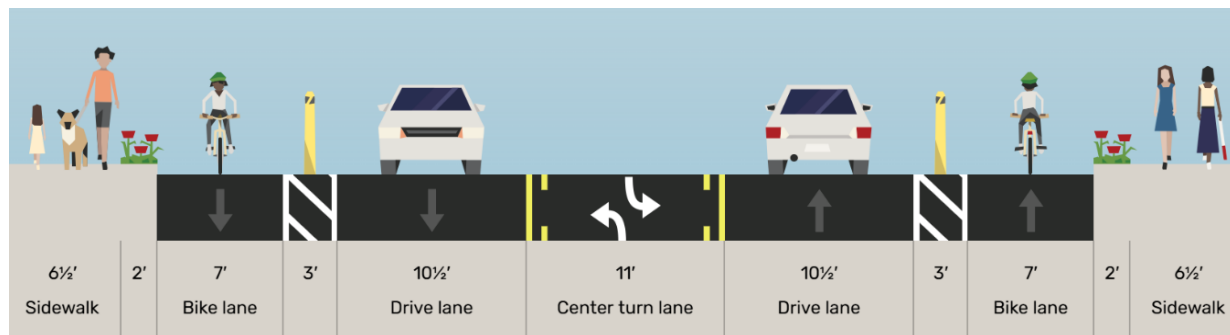 6½′ 2′ 7′ 3′ 10½′ 11′ 10½′ 3′ 7′ 2′ 6½′
Sidewalk Bike lane Drive lane Center turn lane Drive lane Bike lane Sidewalk